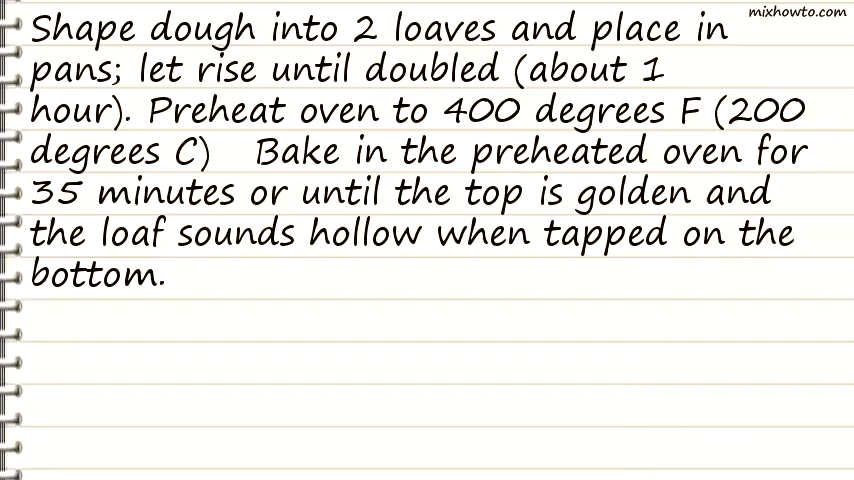 mixhowto.com
Shape dough into 2 loaves and place in
pans; let rise until doubled (about 1
hour). Preheat oven to 400 degrees F (200
degrees C)   Bake in the preheated oven for
35 minutes or until the top is golden and
the loaf sounds hollow when tapped on the
bottom.